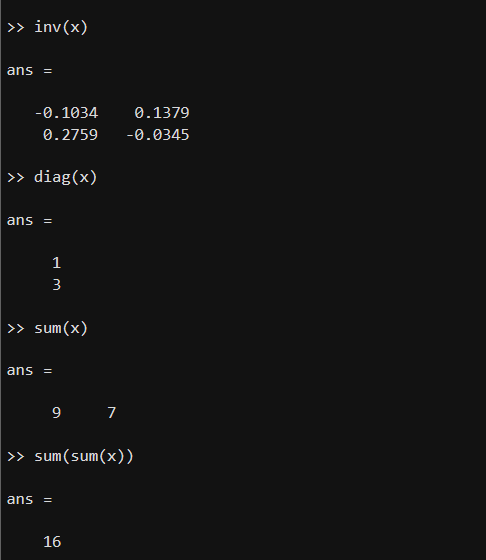 >> inv(x)
ans =
-0.1034 0.1379
0.2759 -0.0345
>> diag(x)
ans =
1
3
>> sum(x)
ans =
9 7
>> sum(sum(x))
ans =
16